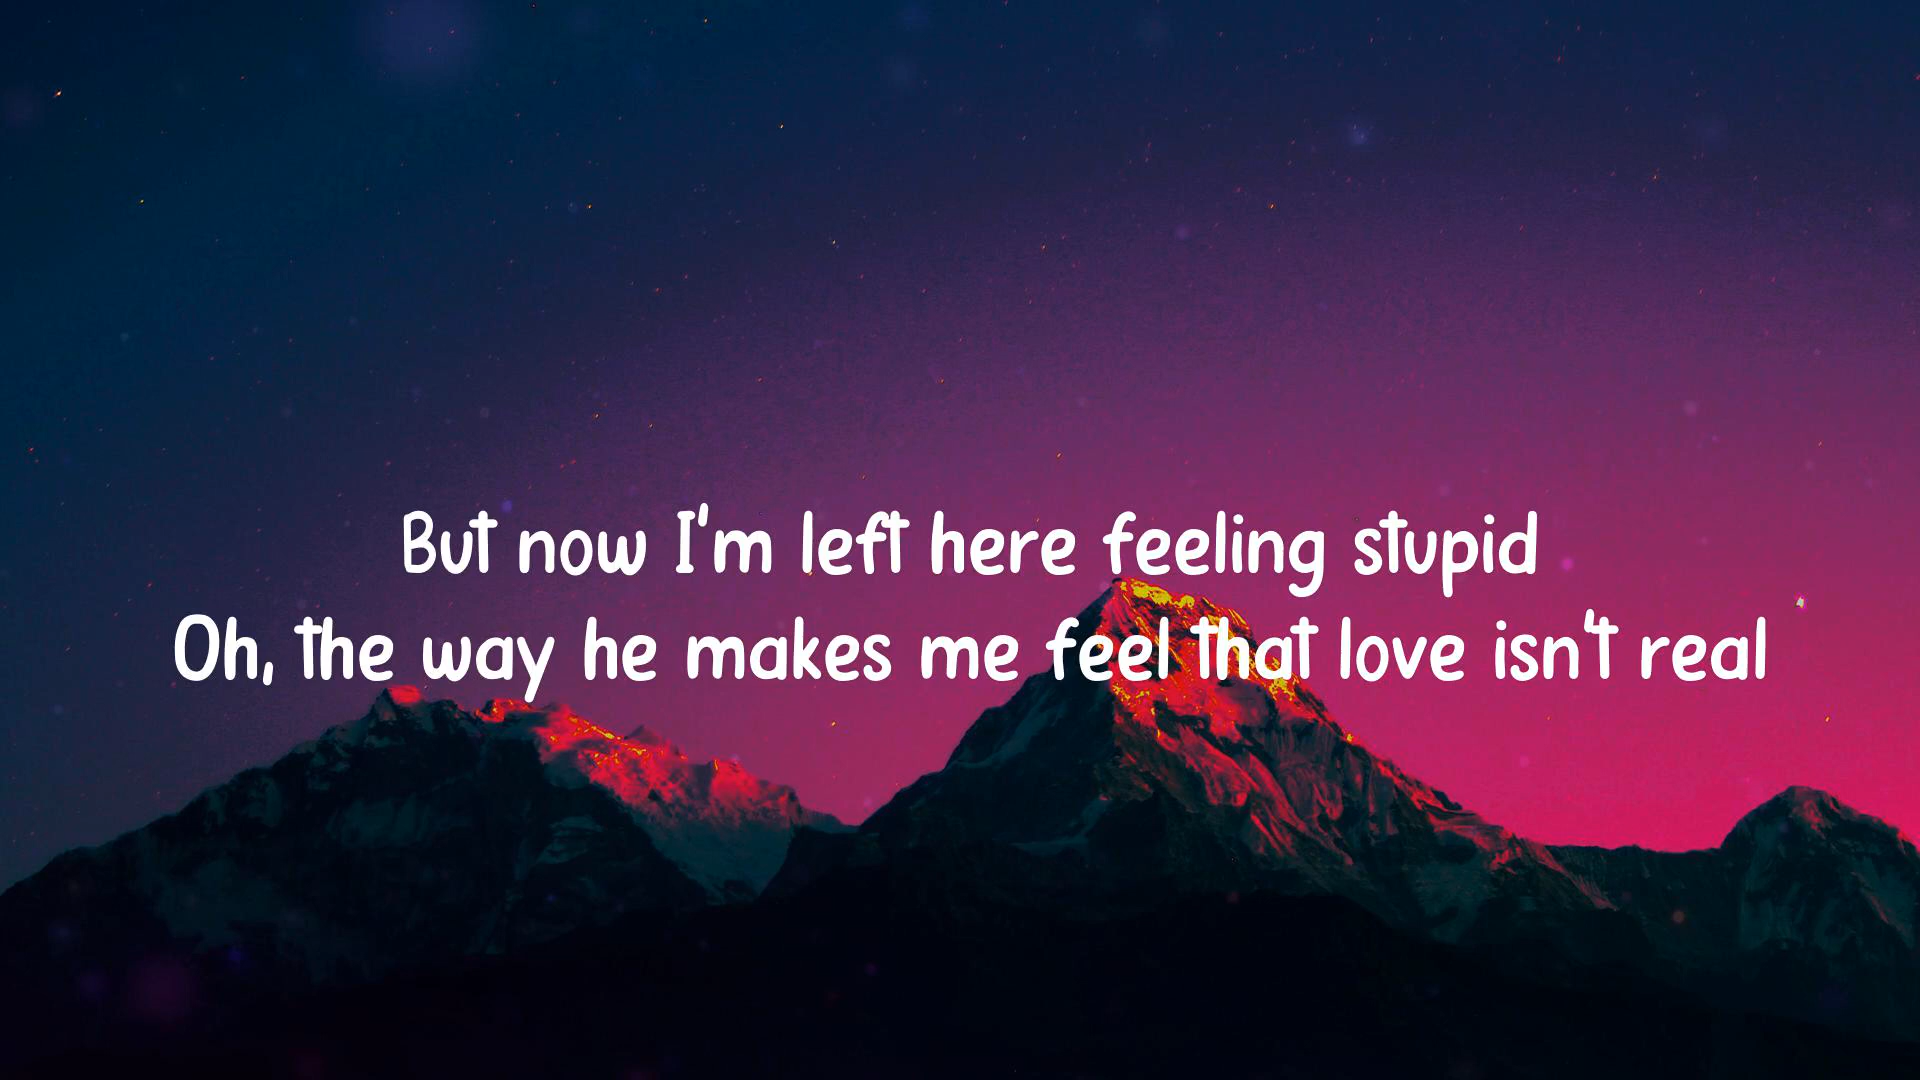 But now I'm left here feeling stupid
Oh, the way he makes me feel that love isn't real